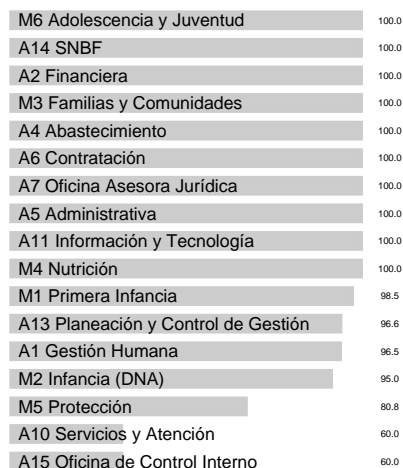 M6 Adolescencia y Juventud 100.0
A14 SNBF 100.0
A2 Financiera 100.0
M3 Familias y Comunidades 100.0
A4 Abastecimiento 100.0
A6 Contratación 100.0
A7 Oficina Asesora Jurídica 100.0
A5 Administrativa 100.0
A11 Información y Tecnología 100.0
M4 Nutrición 100.0
M1 Primera Infancia 98.5
A13 Planeación y Control de Gestión 96.6
A1 Gestión Humana 96.5
M2 Infancia (DNA) 95.0
M5 Protección 80.8
A10 Servicios y Atención 60.0
A15 Oficina de Control Interno 60.0